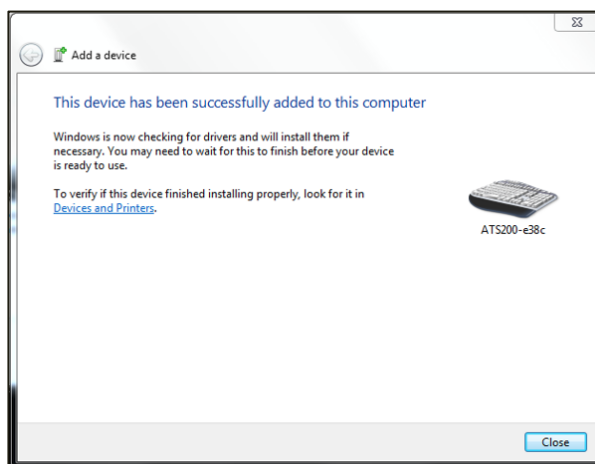 Add a device
This device has been successfully added to this computer
Windows is now checking for drivers and will install them if
necessary. You may need to wait for this to finish before your device
is ready to use.
To verify if this device finished installing properly, look for it in
Devices and Printers.
ATS200-e38c
Close